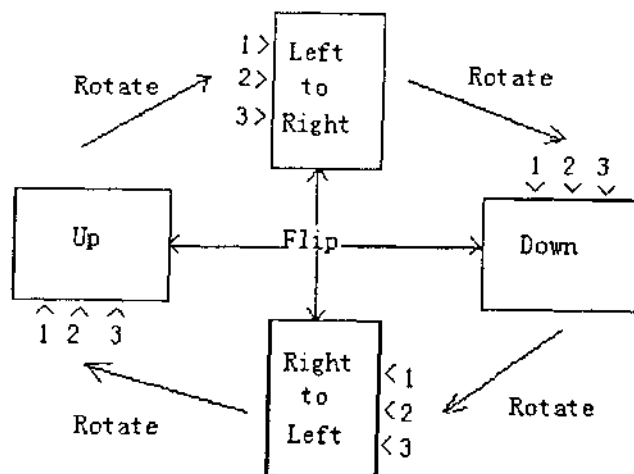 1> Left
2> to
3> Right
Rotate
Rotate
1 2 3
Up
Flip
Down
1 2 3
Right
to
Left
<1
<2
<3
Rotate
Rotate